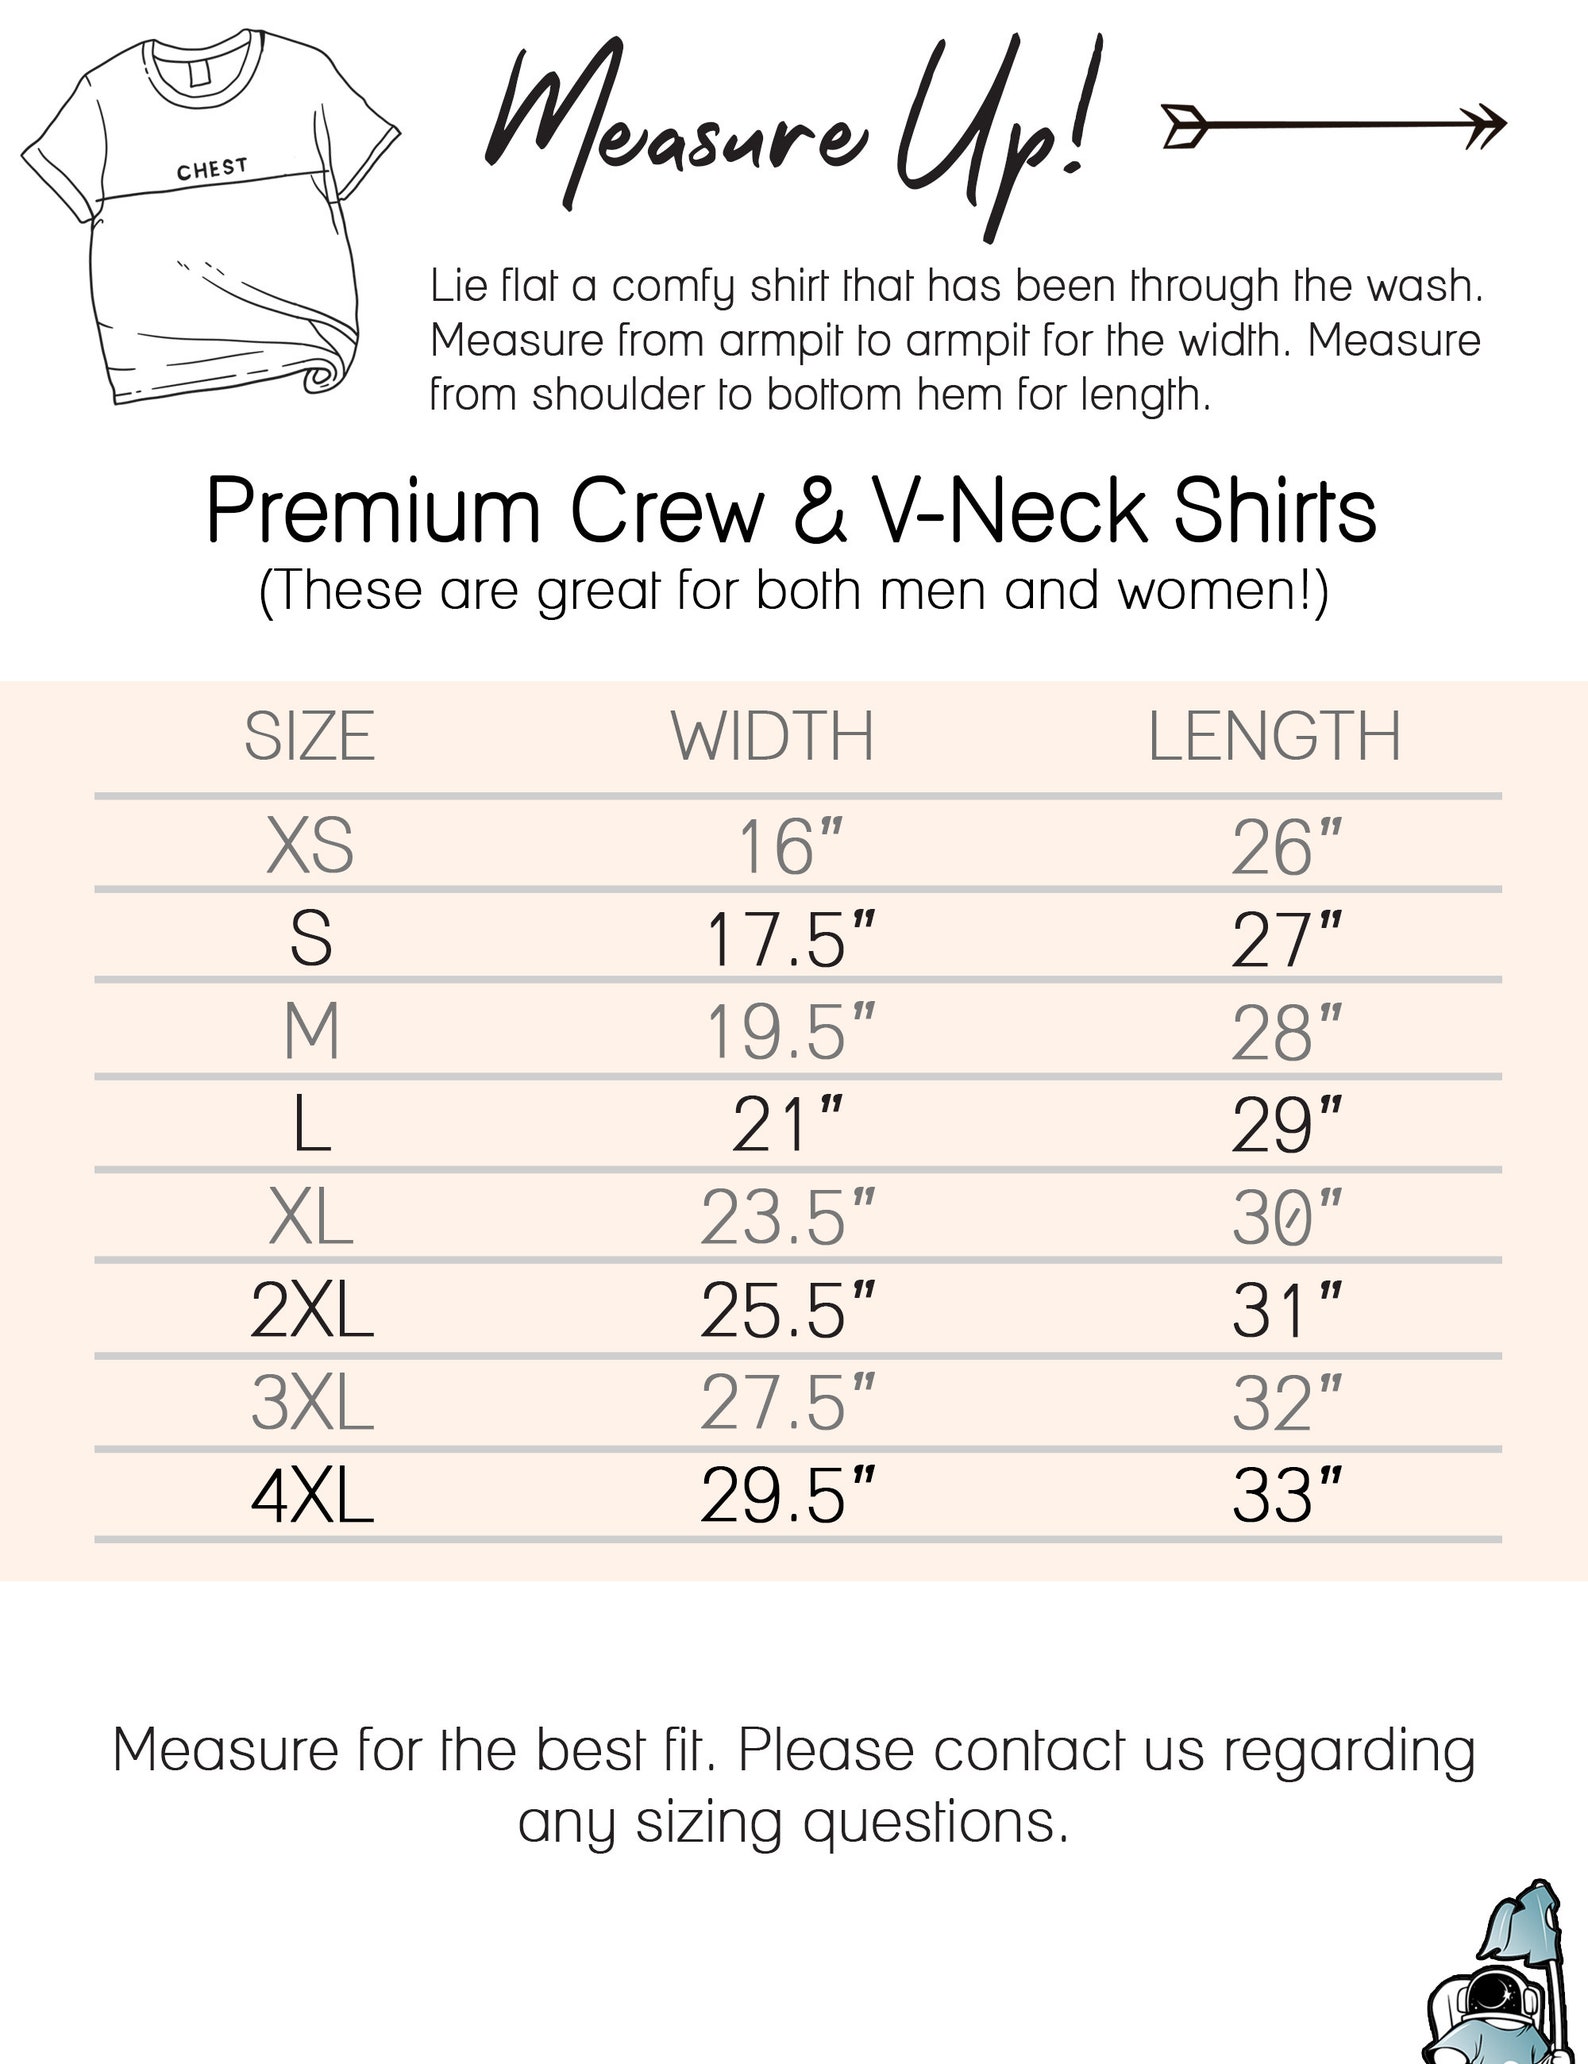 CHEST
Measure Up!
Lie flat a comfy shirt that has been through the wash.
Measure from armpit to armpit for the width. Measure
from shoulder to bottom hem for length.
Premium Crew & V-Neck Shirts
(These are great for both men and women!)
SIZE WIDTH LENGTH
XS 16” 26”
S 17.5” 27”
M 19.5” 28”
L 21” 29”
XL 23.5” 30”
2XL 25.5” 31”
3XL 27.5” 32”
4XL 29.5” 33”
Measure for the best fit. Please contact us regarding
any sizing questions.